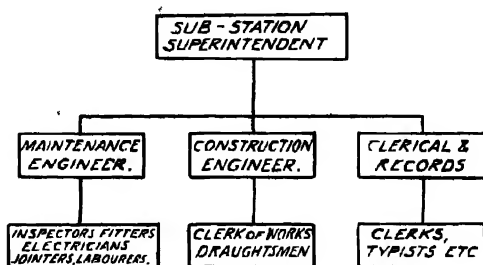 SUB-STATION
SUPERINTENDENT
MAINTENANCE
ENGINEER.
CONSTRUCTION
ENGINEER.
CLERICAL &
RECORDS
INSPECTORS FITTERS
ELECTRICIANS
JOINTERS, LABOURERS,
CLERK OF WORKS
DRAUGHTSMEN
CLERKS,
TYPISTS ETC